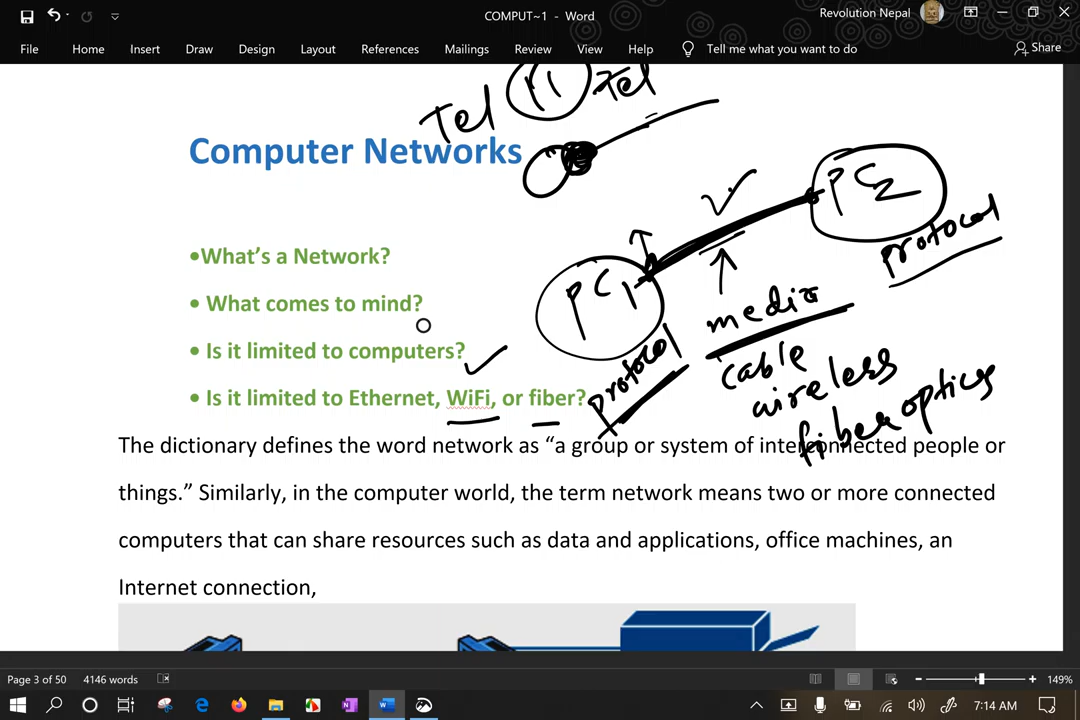 COMPUT~1 - Word
Revolution Nepal
File Home Insert Draw Design Layout References Mailings Review View Help Tell me what you want to do Share
Tel Tel
Computer Networks
PC2
protocol
•What's a Network?
PC1
• What comes to mind?
media
• Is it limited to computers?
protocol
cable
wireless
fiber optics
• Is it limited to Ethernet, WiFi, or fiber?
The dictionary defines the word network as “a group or system of interconnected people or
things.” Similarly, in the computer world, the term network means two or more connected
computers that can share resources such as data and applications, office machines, an
Internet connection,
Page 3 of 50 4146 words 149%
7:14 AM